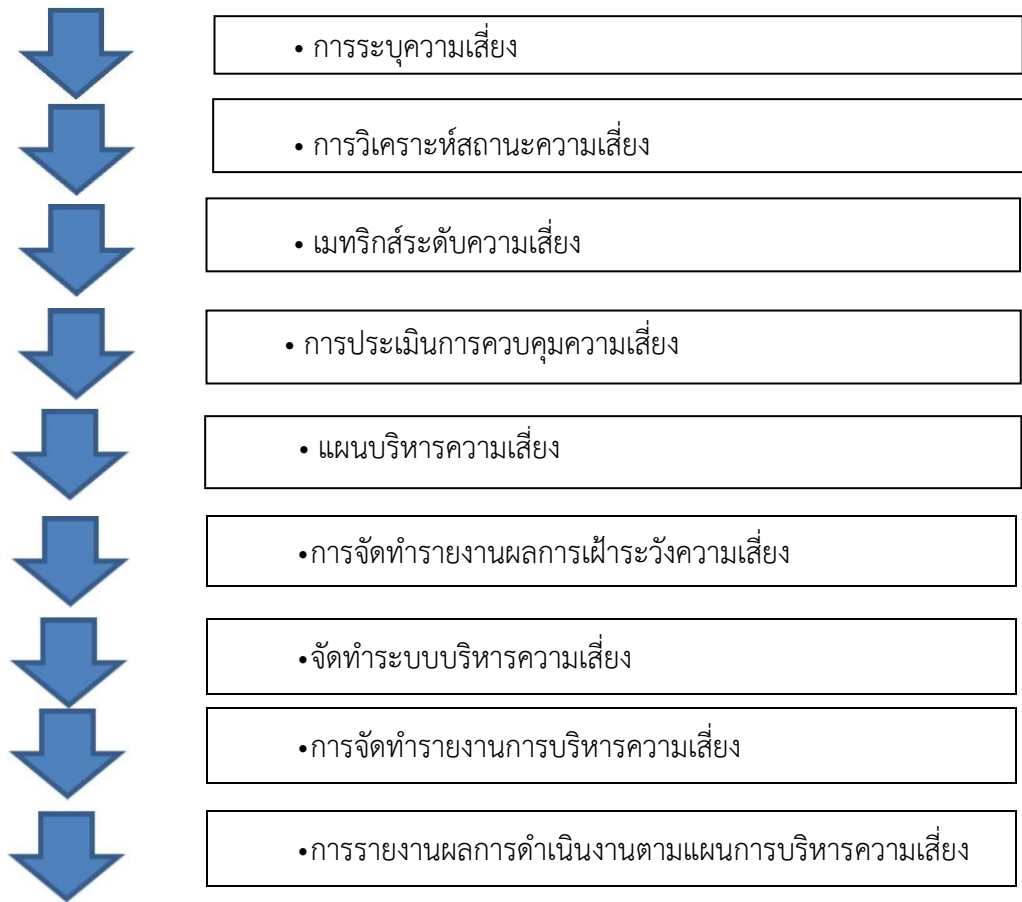 • การระบุความเสี่ยง
• การวิเคราะห์สถานะความเสี่ยง
• เมทริกส์ระดับความเสี่ยง
• การประเมินการควบคุมความเสี่ยง
• แผนบริหารความเสี่ยง
•การจัดทำรายงานผลการเฝ้าระวังความเสี่ยง
•จัดทำระบบบริหารความเสี่ยง
•การจัดทำรายงานการบริหารความเสี่ยง
•การรายงานผลการดำเนินงานตามแผนการบริหารความเสี่ยง